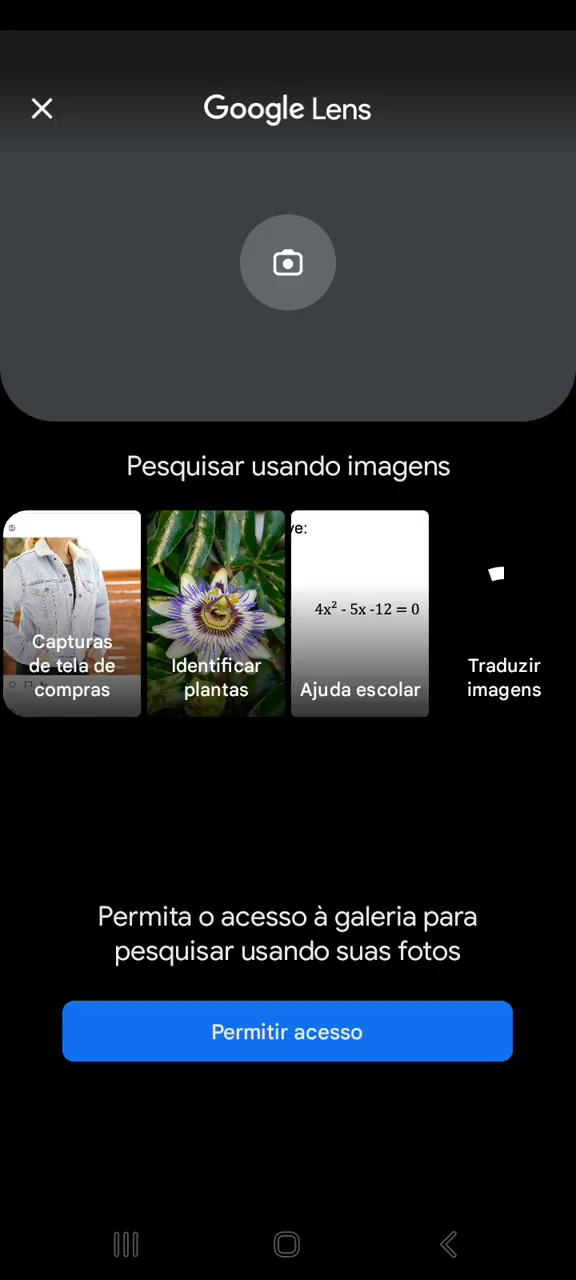 Google Lens
Pesquisar usando imagens
Capturas
de tela de
compras
Identificar
plantas
ve:
4x² - 5x -12 = 0
Ajuda escolar
Traduzir
imagens
Permita o acesso à galeria para
pesquisar usando suas fotos
Permitir acesso